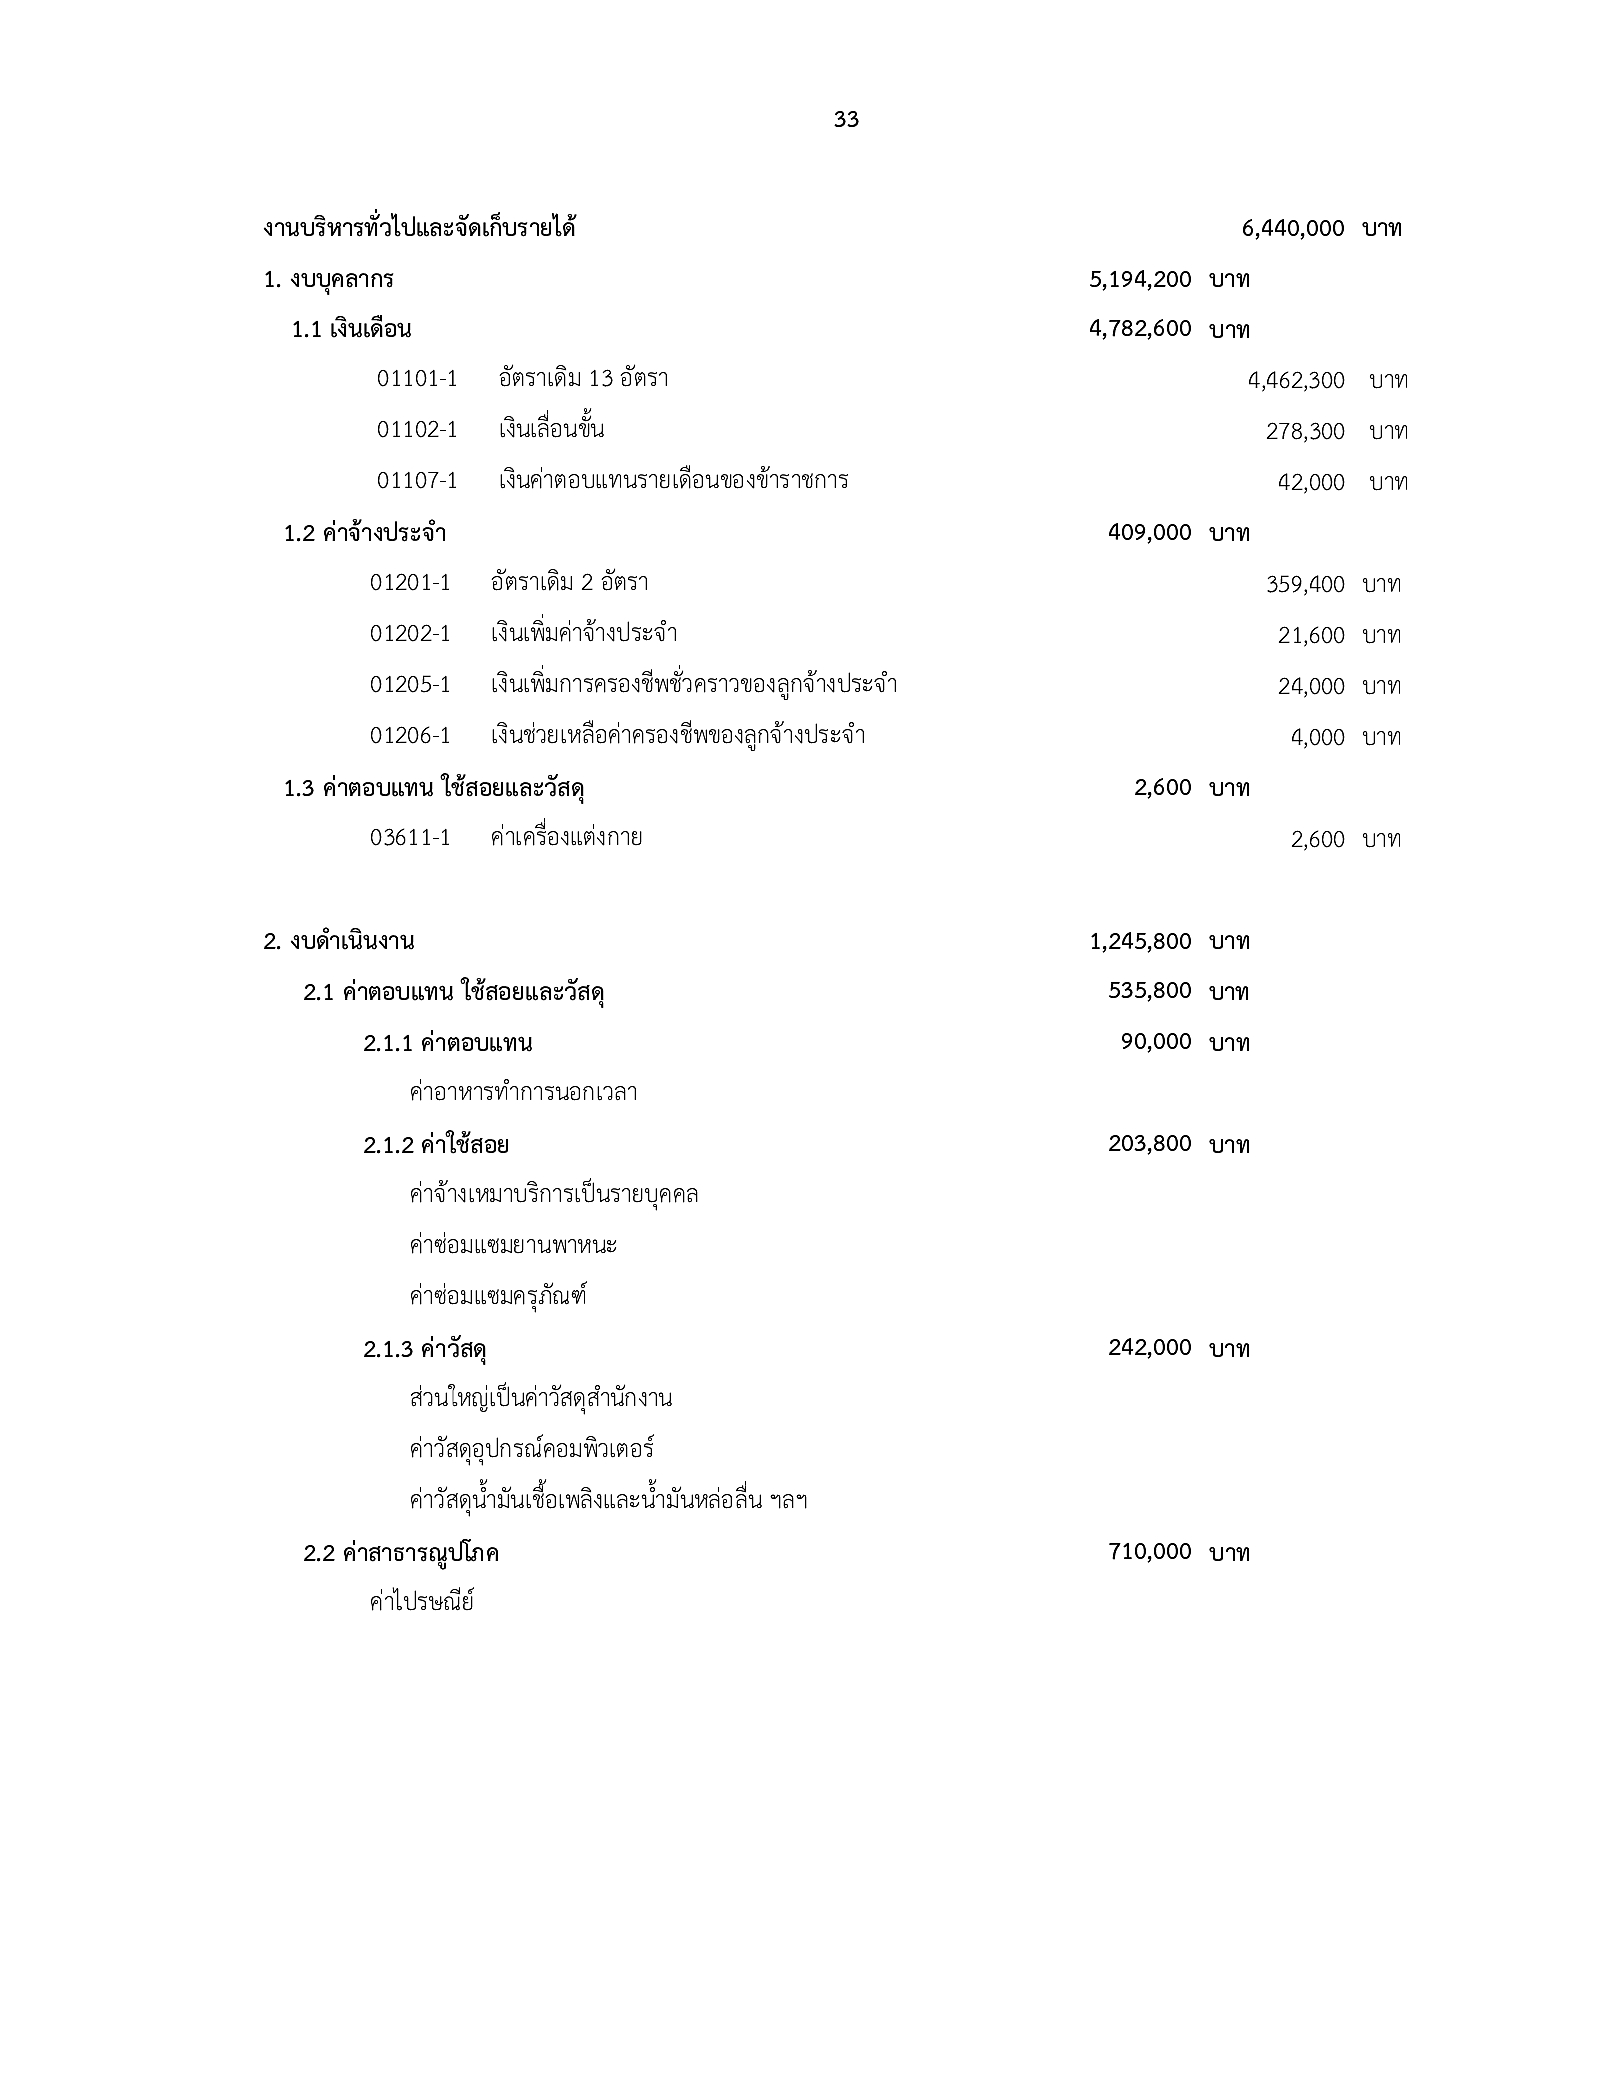 33
งานบริหารทั่วไปและจัดเก็บรายได้ 6,440,000 บาท
1. งบบุคลากร 5,194,200 บาท
1.1 เงินเดือน 4,782,600 บาท
01101-1 อัตราเดิม 13 อัตรา 4,462,300 บาท
01102-1 เงินเลื่อนขั้น 278,300 บาท
01107-1 เงินค่าตอบแทนรายเดือนของข้าราชการ 42,000 บาท
1.2 ค่าจ้างประจำ 409,000 บาท
01201-1 อัตราเดิม 2 อัตรา 359,400 บาท
01202-1 เงินเพิ่มค่าจ้างประจำ 21,600 บาท
01205-1 เงินเพิ่มการครองชีพชั่วคราวของลูกจ้างประจำ 24,000 บาท
01206-1 เงินช่วยเหลือค่าครองชีพของลูกจ้างประจำ 4,000 บาท
1.3 ค่าตอบแทน ใช้สอยและวัสดุ 2,600 บาท
03611-1 ค่าเครื่องแต่งกาย 2,600 บาท
2. งบดำเนินงาน 1,245,800 บาท
2.1 ค่าตอบแทน ใช้สอยและวัสดุ 535,800 บาท
2.1.1 ค่าตอบแทน 90,000 บาท
ค่าอาหารทำการนอกเวลา
2.1.2 ค่าใช้สอย 203,800 บาท
ค่าจ้างเหมาบริการเป็นรายบุคคล
ค่าซ่อมแซมยานพาหนะ
ค่าซ่อมแซมครุภัณฑ์
2.1.3 ค่าวัสดุ 242,000 บาท
ส่วนใหญ่เป็นค่าวัสดุสำนักงาน
ค่าวัสดุอุปกรณ์คอมพิวเตอร์
ค่าวัสดุน้ำมันเชื้อเพลิงและน้ำมันหล่อลื่น ฯลฯ
2.2 ค่าสาธารณูปโภค 710,000 บาท
ค่าไปรษณีย์